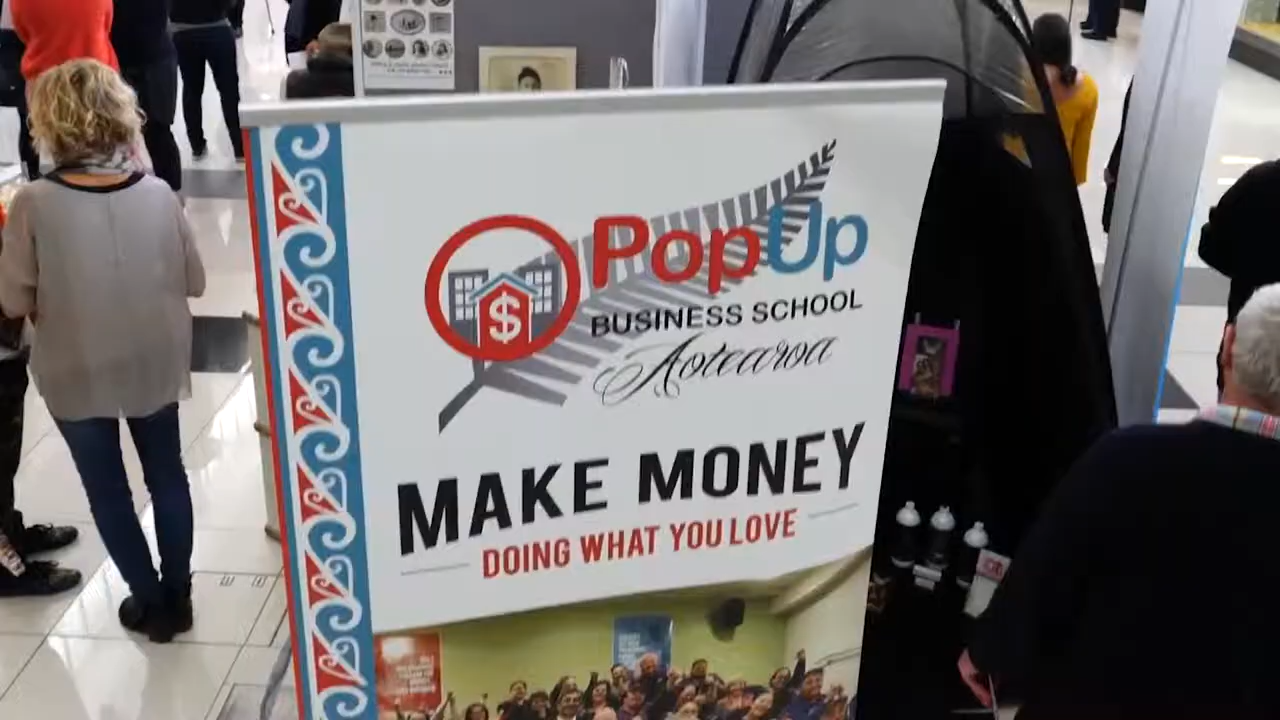 PopUp
BUSINESS SCHOOL
Aotearoa
MAKE MONEY
DOING WHAT YOU LOVE
$